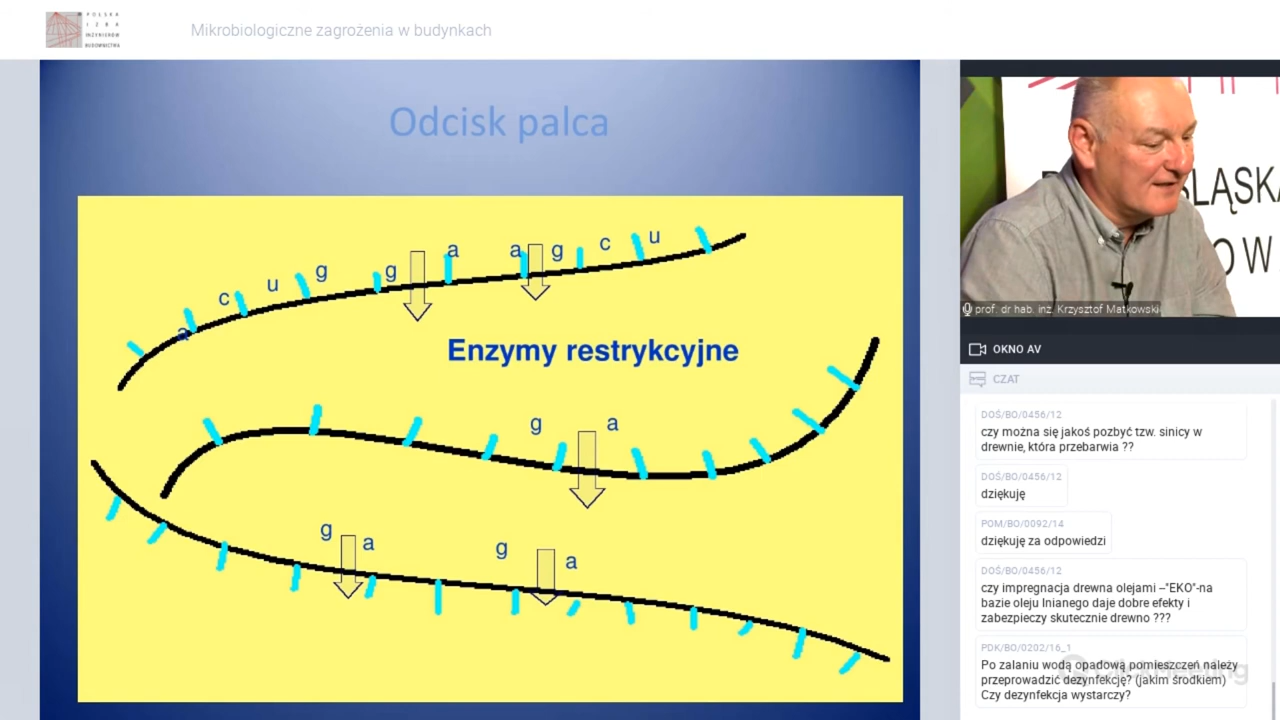 POLSKA
IZBA
INŻYNIERÓW
BUDOWNICTWA
Mikrobiologiczne zagrożenia w budynkach
Odcisk palca
a c u g g a a g c u
Enzymy restrykcyjne
g a
g a g a
prof. dr hab. inż. Krzysztof Matkowski
OKNO AV
CZAT
DOŚ/BO/0456/12
czy można się jakoś pozbyć tzw. sinicy w
drewnie, która przebarwia ??
DOŚ/BO/0456/12
dziękuję
POM/BO/0092/14
dziękuję za odpowiedzi
DOŚ/BO/0456/12
czy impregnacja drewna olejami –"EKO"-na
bazie oleju lnianego daje dobre efekty i
zabezpieczy skutecznie drewno ???
PDK/BO/0202/16_1
Po zalaniu wodą opadową pomieszczeń należy
przeprowadzić dezynfekcję? (jakim środkiem)
Czy dezynfekcja wystarczy?